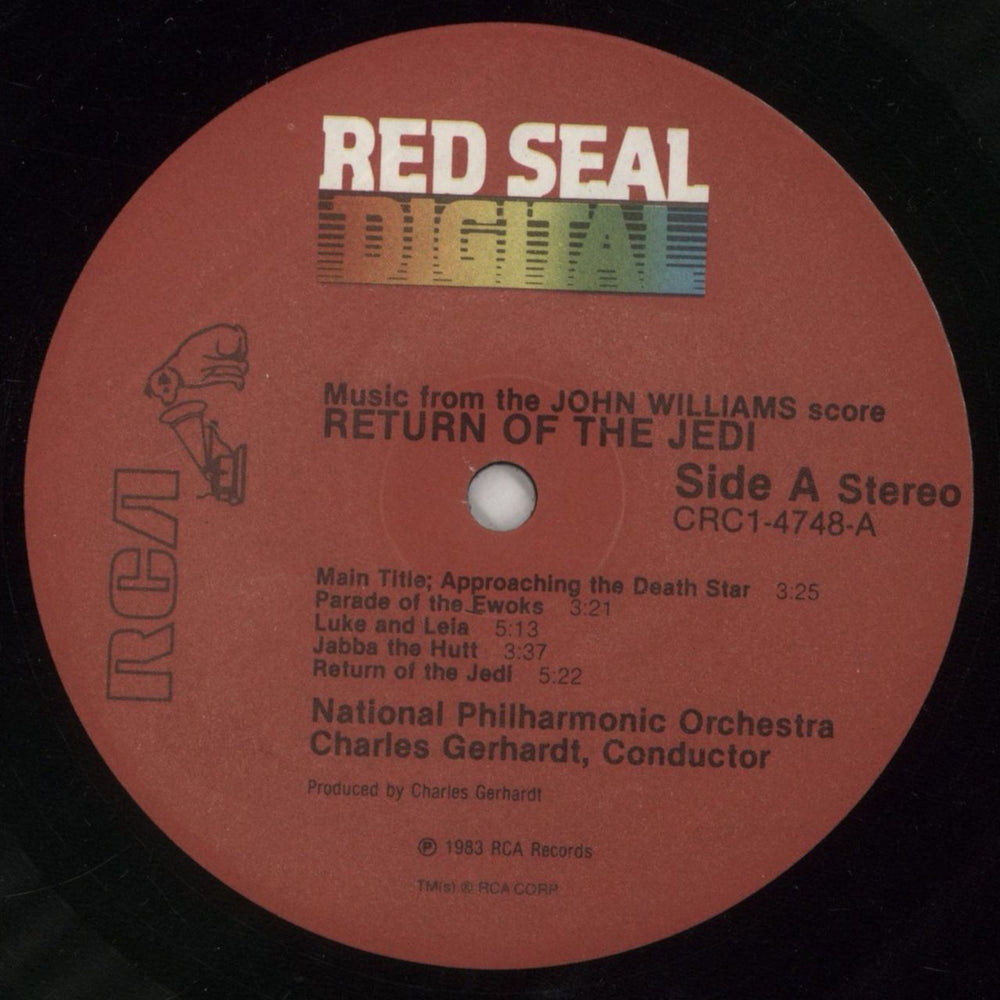 RED SEAL
DIGITAL
Music from the JOHN WILLIAMS score
RETURN OF THE JEDI
Side A Stereo
CRC1-4748-A
RCA
Main Title; Approaching the Death Star 3:25
Parade of the Ewoks 3:21
Luke and Leia 5:13
Jabba the Hutt 3:37
Return of the Jedi 5:22
National Philharmonic Orchestra
Charles Gerhardt, Conductor
Produced by Charles Gerhardt
℗ 1983 RCA Records
TM(s) ® RCA CORP